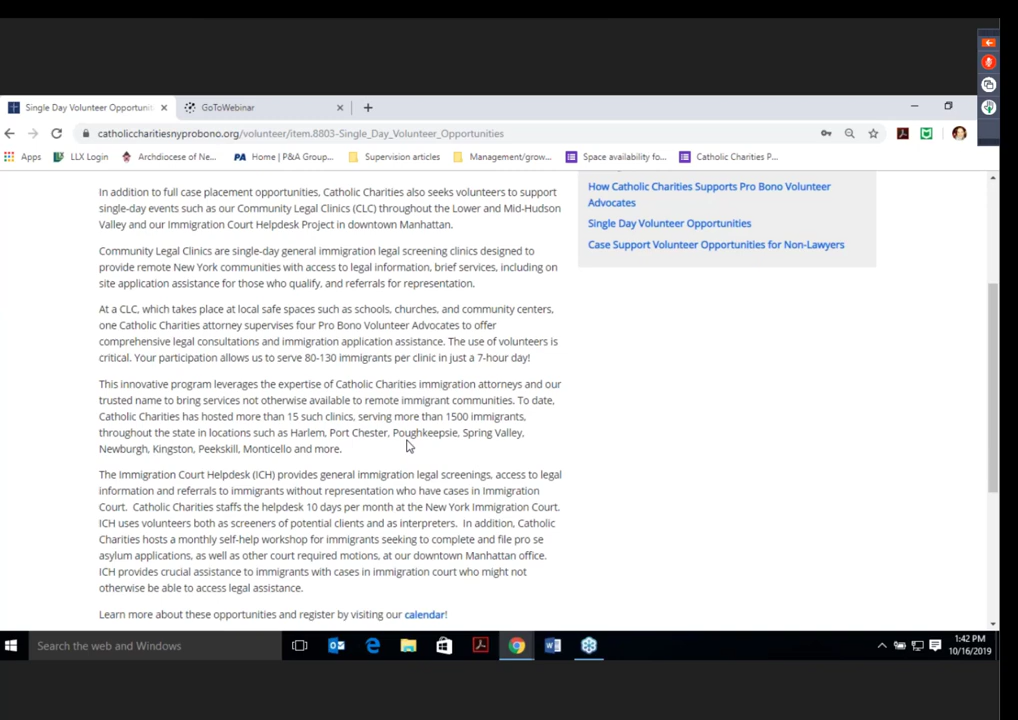 Single Day Volunteer Opportuni
GoToWebinar
catholiccharitiesnyprobono.org/volunteer/item.8803-Single_Day_Volunteer_Opportunities
Apps
LLX Login
Archdiocese of Ne...
PA Home | P&A Group...
Supervision articles
Management/grow...
Space availability fo...
Catholic Charities P...
In addition to full case placement opportunities, Catholic Charities also seeks volunteers to support
single-day events such as our Community Legal Clinics (CLC) throughout the Lower and Mid-Hudson
Valley and our Immigration Court Helpdesk Project in downtown Manhattan.
Community Legal Clinics are single-day general immigration legal screening clinics designed to
provide remote New York communities with access to legal information, brief services, including on
site application assistance for those who qualify, and referrals for representation.
At a CLC, which takes place at local safe spaces such as schools, churches, and community centers,
one Catholic Charities attorney supervises four Pro Bono Volunteer Advocates to offer
comprehensive legal consultations and immigration application assistance. The use of volunteers is
critical. Your participation allows us to serve 80-130 immigrants per clinic in just a 7-hour day!
This innovative program leverages the expertise of Catholic Charities immigration attorneys and our
trusted name to bring services not otherwise available to remote immigrant communities. To date,
Catholic Charities has hosted more than 15 such clinics, serving more than 1500 immigrants,
throughout the state in locations such as Harlem, Port Chester, Poughkeepsie, Spring Valley,
Newburgh, Kingston, Peekskill, Monticello and more.
The Immigration Court Helpdesk (ICH) provides general immigration legal screenings, access to legal
information and referrals to immigrants without representation who have cases in Immigration
Court. Catholic Charities staffs the helpdesk 10 days per month at the New York Immigration Court.
ICH uses volunteers both as screeners of potential clients and as interpreters. In addition, Catholic
Charities hosts a monthly self-help workshop for immigrants seeking to complete and file pro se
asylum applications, as well as other court required motions, at our downtown Manhattan office.
ICH provides crucial assistance to immigrants with cases in immigration court who might not
otherwise be able to access legal assistance.
Learn more about these opportunities and register by visiting our calendar!
How Catholic Charities Supports Pro Bono Volunteer
Advocates
Single Day Volunteer Opportunities
Case Support Volunteer Opportunities for Non-Lawyers
Search the web and Windows
1:42 PM
10/16/2019